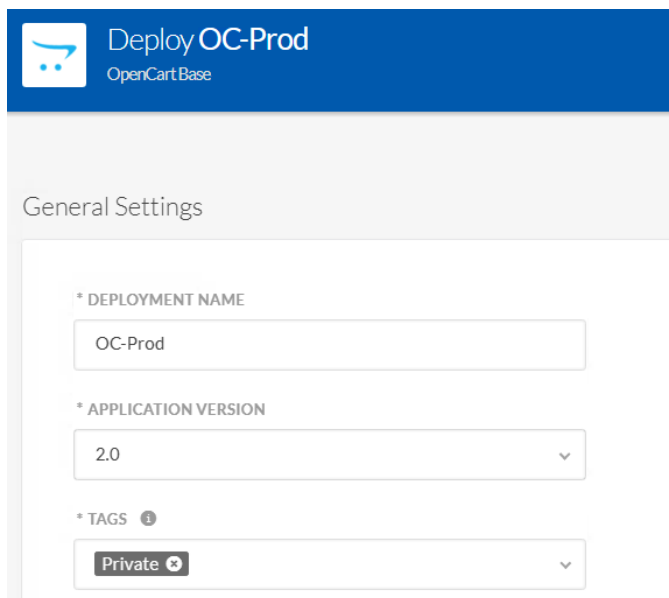 Deploy OC-Prod
OpenCart Base
General Settings
* DEPLOYMENT NAME
OC-Prod
* APPLICATION VERSION
2.0
* TAGS
Private